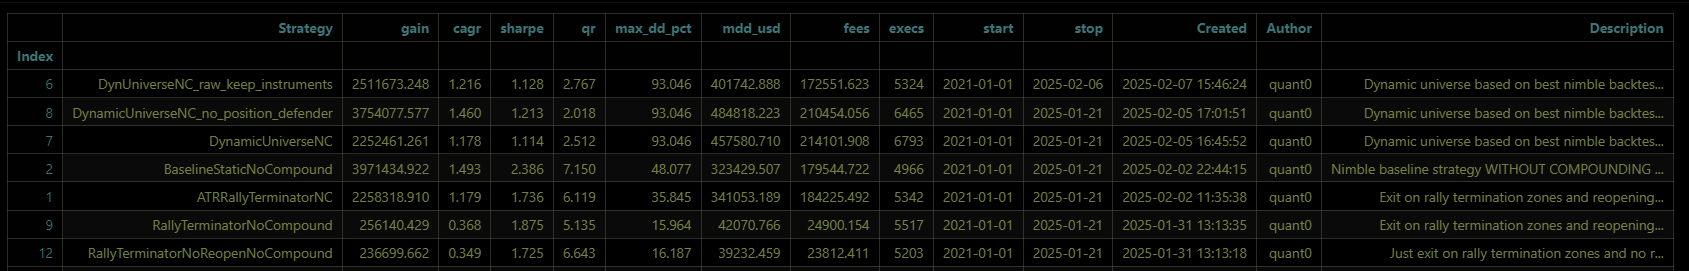 Strategy gain cagr sharpe qr max_dd_pct mdd_usd fees execs start stop Created Author Description
Index
6 DynUniverseNC_raw_keep_instruments 2511673.248 1.216 1.128 2.767 93.046 401742.888 172551.623 5324 2021-01-01 2025-02-06 2025-02-07 15:46:24 quant0 Dynamic universe based on best nimble backtes...
8 DynamicUniverseNC_no_position_defender 3754077.577 1.460 1.213 2.018 93.046 484818.223 210454.056 6465 2021-01-01 2025-01-21 2025-02-05 17:01:51 quant0 Dynamic universe based on best nimble backtes...
7 DynamicUniverseNC 2252461.261 1.178 1.114 2.512 93.046 457580.710 214101.908 6793 2021-01-01 2025-01-21 2025-02-05 16:45:52 quant0 Dynamic universe based on best nimble backtes...
2 BaselineStaticNoCompound 3971434.922 1.493 2.386 7.150 48.077 323429.507 179544.722 4966 2021-01-01 2025-01-21 2025-02-02 22:44:15 quant0 Nimble baseline strategy WITHOUT COMPOUNDING ...
1 ATRRallyTerminatorNC 2258318.910 1.179 1.736 6.119 35.845 341053.189 184225.492 5342 2021-01-01 2025-01-21 2025-02-02 11:35:38 quant0 Exit on rally termination zones and reopening...
9 RallyTerminatorNoCompound 256140.429 0.368 1.875 5.135 15.964 42070.766 24900.154 5517 2021-01-01 2025-01-21 2025-01-31 13:13:35 quant0 Exit on rally termination zones and reopening...
12 RallyTerminatorNoReopenNoCompound 236699.662 0.349 1.725 6.643 16.187 39232.459 23812.411 5203 2021-01-01 2025-01-21 2025-01-31 13:13:18 quant0 Just exit on rally termination zones and no r...